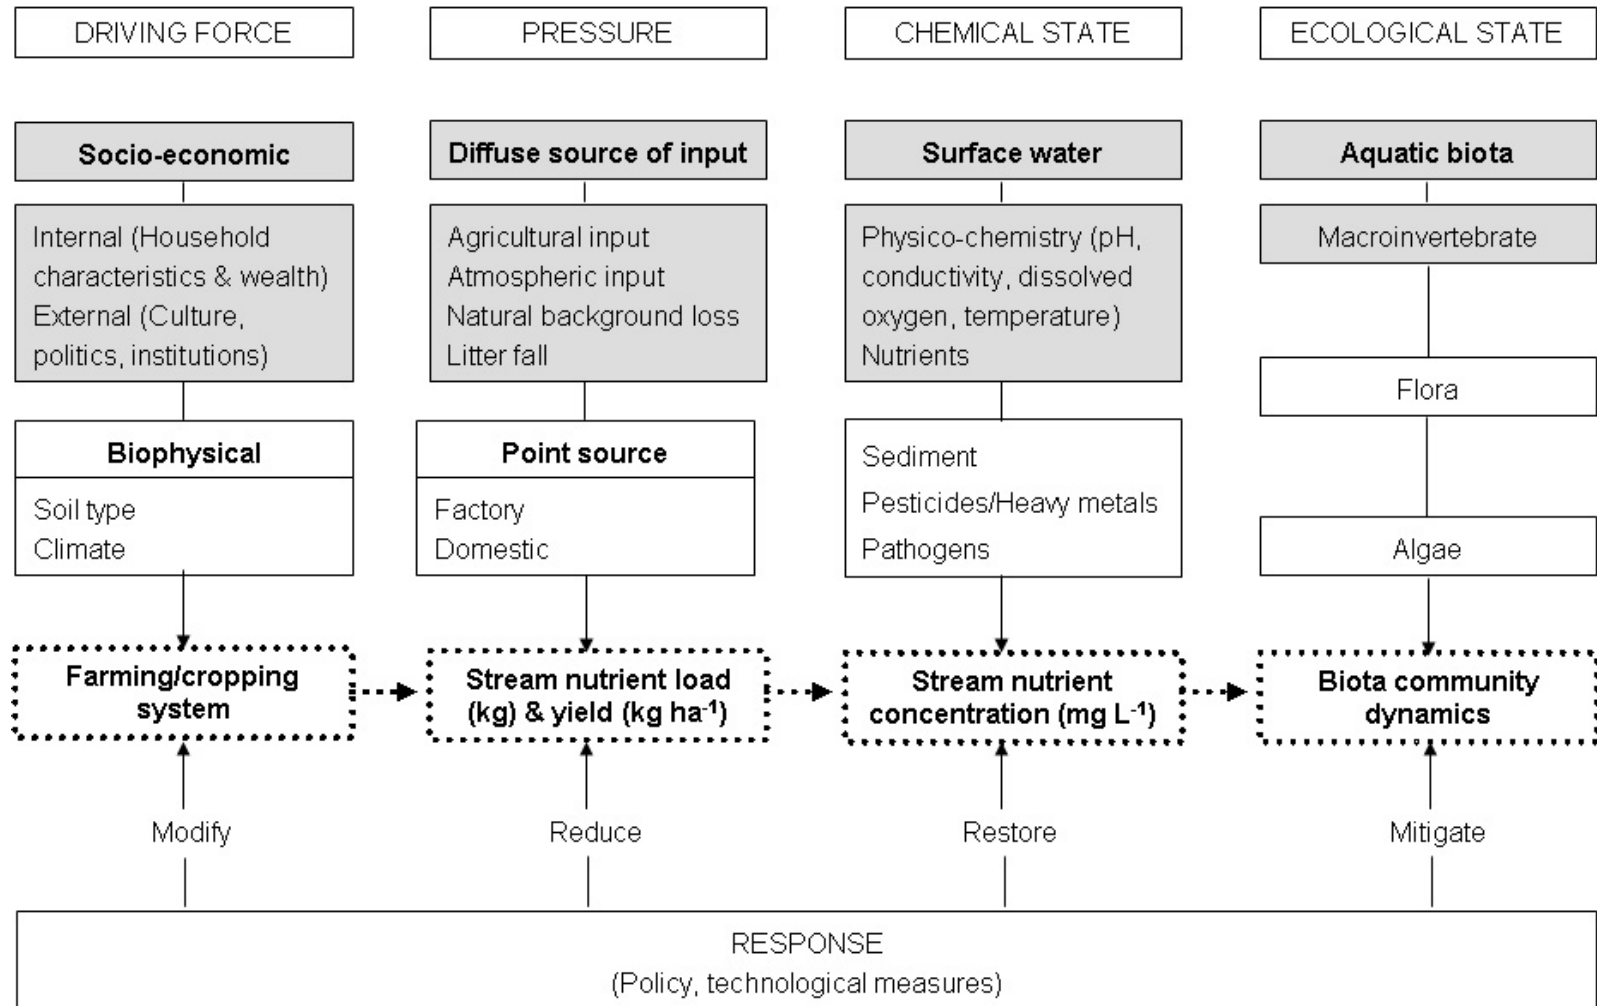 DRIVING FORCE
PRESSURE
CHEMICAL STATE
ECOLOGICAL STATE
Socio-economic
Internal (Household
characteristics & wealth)
External (Culture,
politics, institutions)
Biophysical
Soil type
Climate
Farming/cropping
system
Diffuse source of input
Agricultural input
Atmospheric input
Natural background loss
Litter fall
Point source
Factory
Domestic
Stream nutrient load
(kg) & yield (kg ha⁻¹)
Surface water
Physico-chemistry (pH,
conductivity, dissolved
oxygen, temperature)
Nutrients
Sediment
Pesticides/Heavy metals
Pathogens
Stream nutrient
concentration (mg L⁻¹)
Aquatic biota
Macroinvertebrate
Flora
Algae
Biota community
dynamics
Modify
Reduce
Restore
Mitigate
RESPONSE
(Policy, technological measures)